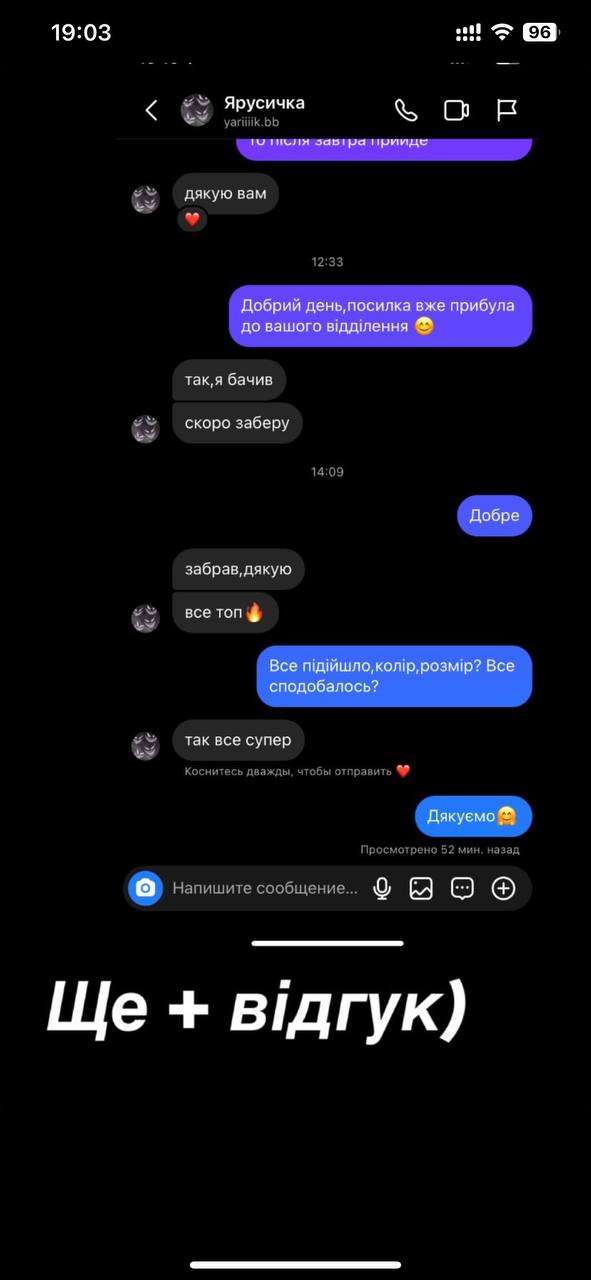 19:03
96
Ярусичка
yariiiik.bb
то після завтра прийде
дякую вам
❤️
12:33
Добрий день,посилка вже прибула
до вашого відділення 😊
так,я бачив
скоро заберу
14:09
Добре
забрав,дякую
все топ🔥
Все підійшло,колір,розмір? Все
сподобалось?
так все супер
Коснитесь дважды, чтобы отправить ❤️
Дякуємо🤗
Просмотрено 52 мин. назад
Напишите сообщение...
Ще + відгук)